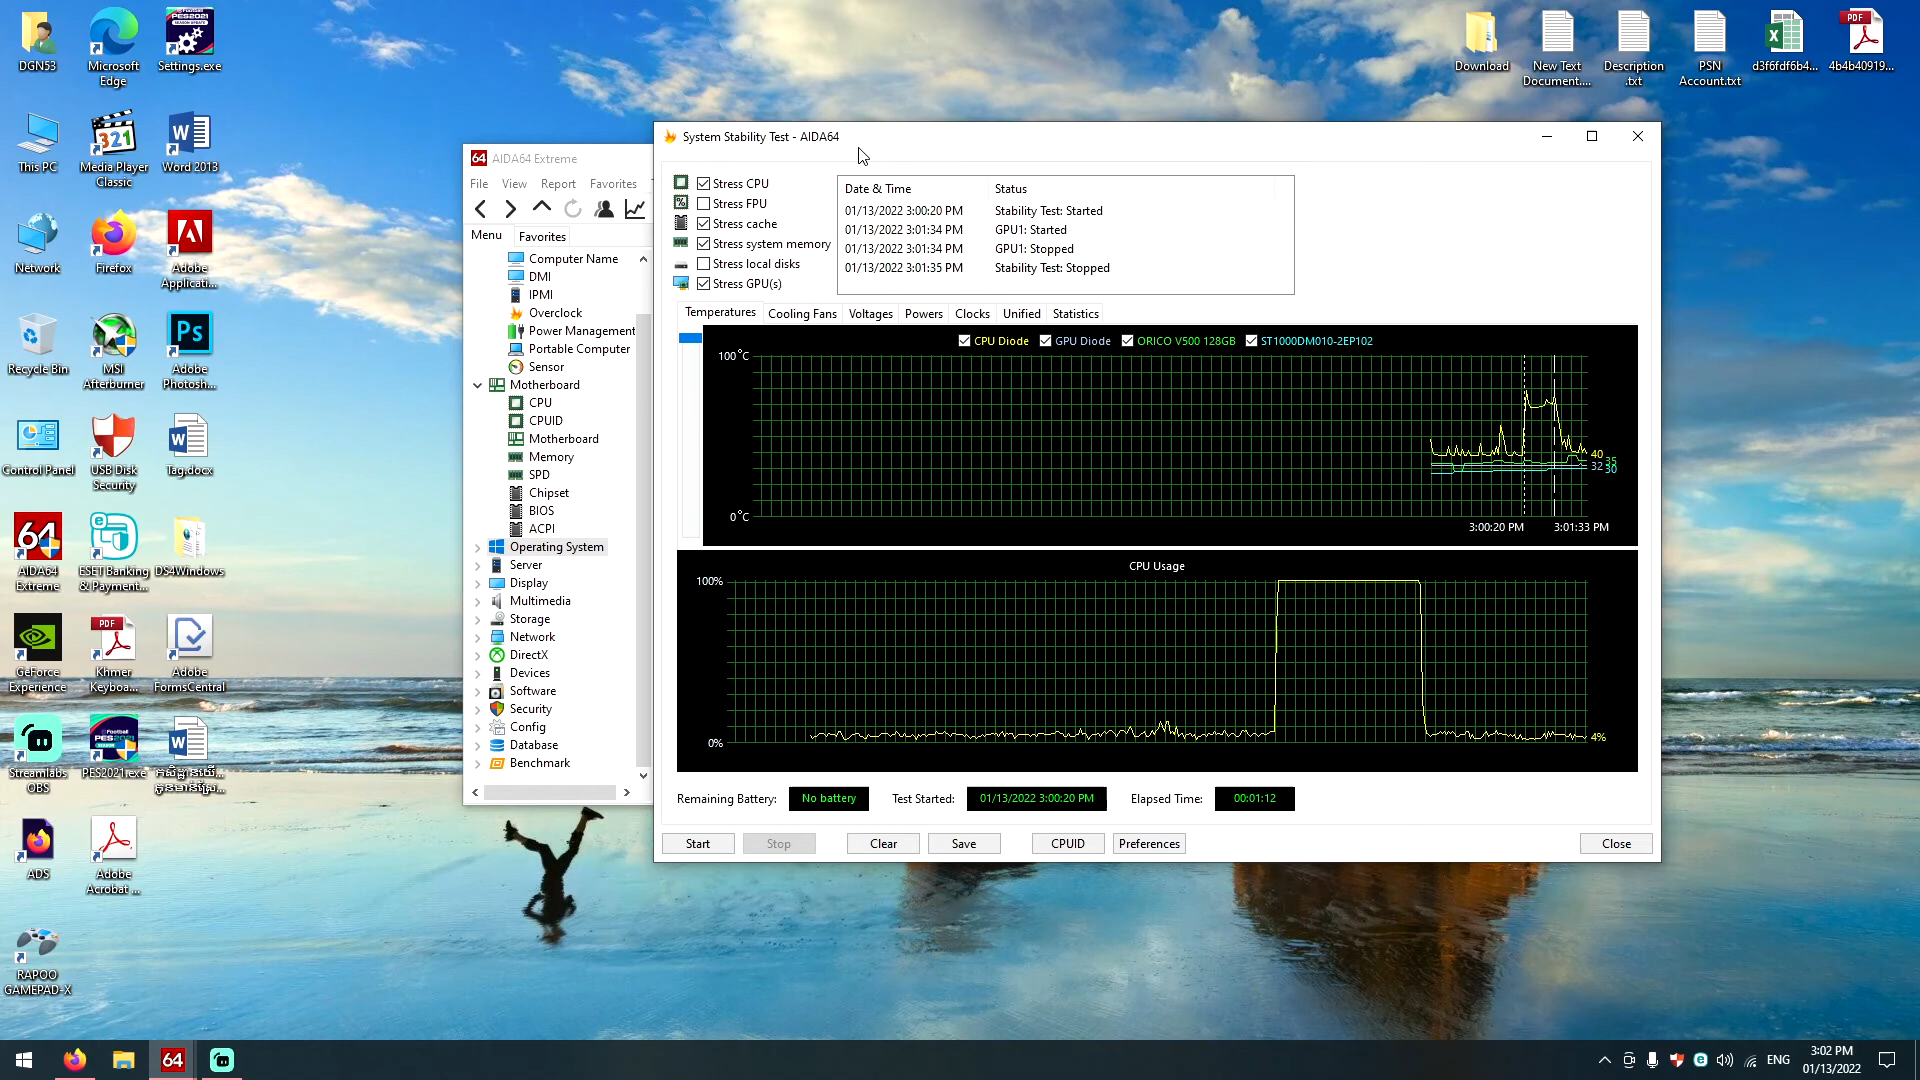 DGN53
Microsoft
Edge
Settings.exe
This PC
Media Player
Classic
Word 2013
Network
Firefox
Adobe
Applicati...
Recycle Bin
MSI
Afterburner
Adobe
Photosh...
Control Panel
USB Disk
Security
Tag.docx
AIDA64
Extreme
ESET Banking
& Payment...
DS4Windows
GeForce
Experience
Khmer
Keyboa...
Adobe
FormsCentral
Streamlabs
OBS
PES2021.exe
ADS
Adobe
Acrobat ...
RAPOO
GAMEPAD-X
Download
New Text
Document....
Description
.txt
PSN
Account.txt
d3f6fdf6b4...
4b4b40919...
64 AIDA64 Extreme
File View Report Favorites
Menu Favorites
Computer Name
DMI
IPMI
Overclock
Power Management
Portable Computer
Sensor
Motherboard
CPU
CPUID
Motherboard
Memory
SPD
Chipset
BIOS
ACPI
Operating System
Server
Display
Multimedia
Storage
Network
DirectX
Devices
Software
Security
Config
Database
Benchmark
System Stability Test - AIDA64
Stress CPU
Stress FPU
Stress cache
Stress system memory
Stress local disks
Stress GPU(s)
Date & Time Status
01/13/2022 3:00:20 PM Stability Test: Started
01/13/2022 3:01:34 PM GPU1: Started
01/13/2022 3:01:34 PM GPU1: Stopped
01/13/2022 3:01:35 PM Stability Test: Stopped
Temperatures Cooling Fans Voltages Powers Clocks Unified Statistics
CPU Diode GPU Diode ORICO V500 128GB ST1000DM010-2EP102
100°C
40
35
32 30
0°C
3:00:20 PM 3:01:33 PM
CPU Usage
100%
0%
4%
Remaining Battery: No battery Test Started: 01/13/2022 3:00:20 PM Elapsed Time: 00:01:12
Start Stop Clear Save CPUID Preferences Close
64
ENG
3:02 PM
01/13/2022